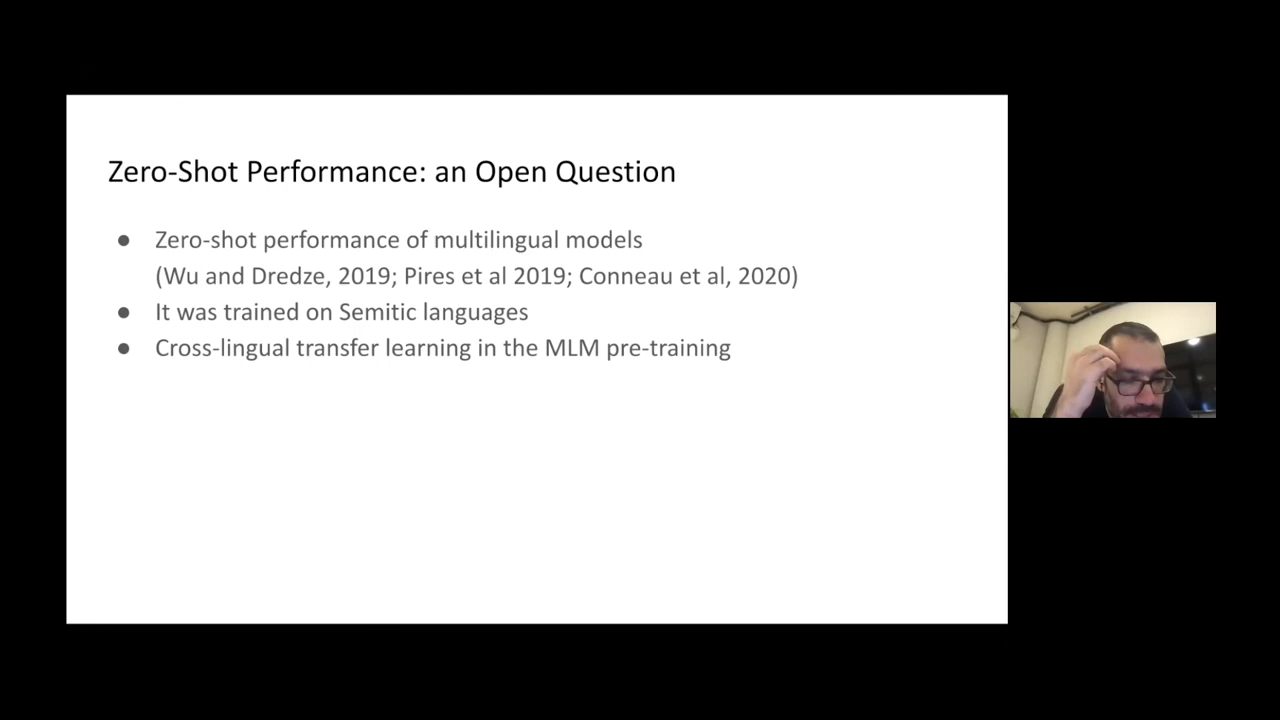 Zero-Shot Performance: an Open Question
● Zero-shot performance of multilingual models
(Wu and Dredze, 2019; Pires et al 2019; Conneau et al, 2020)
● It was trained on Semitic languages
● Cross-lingual transfer learning in the MLM pre-training